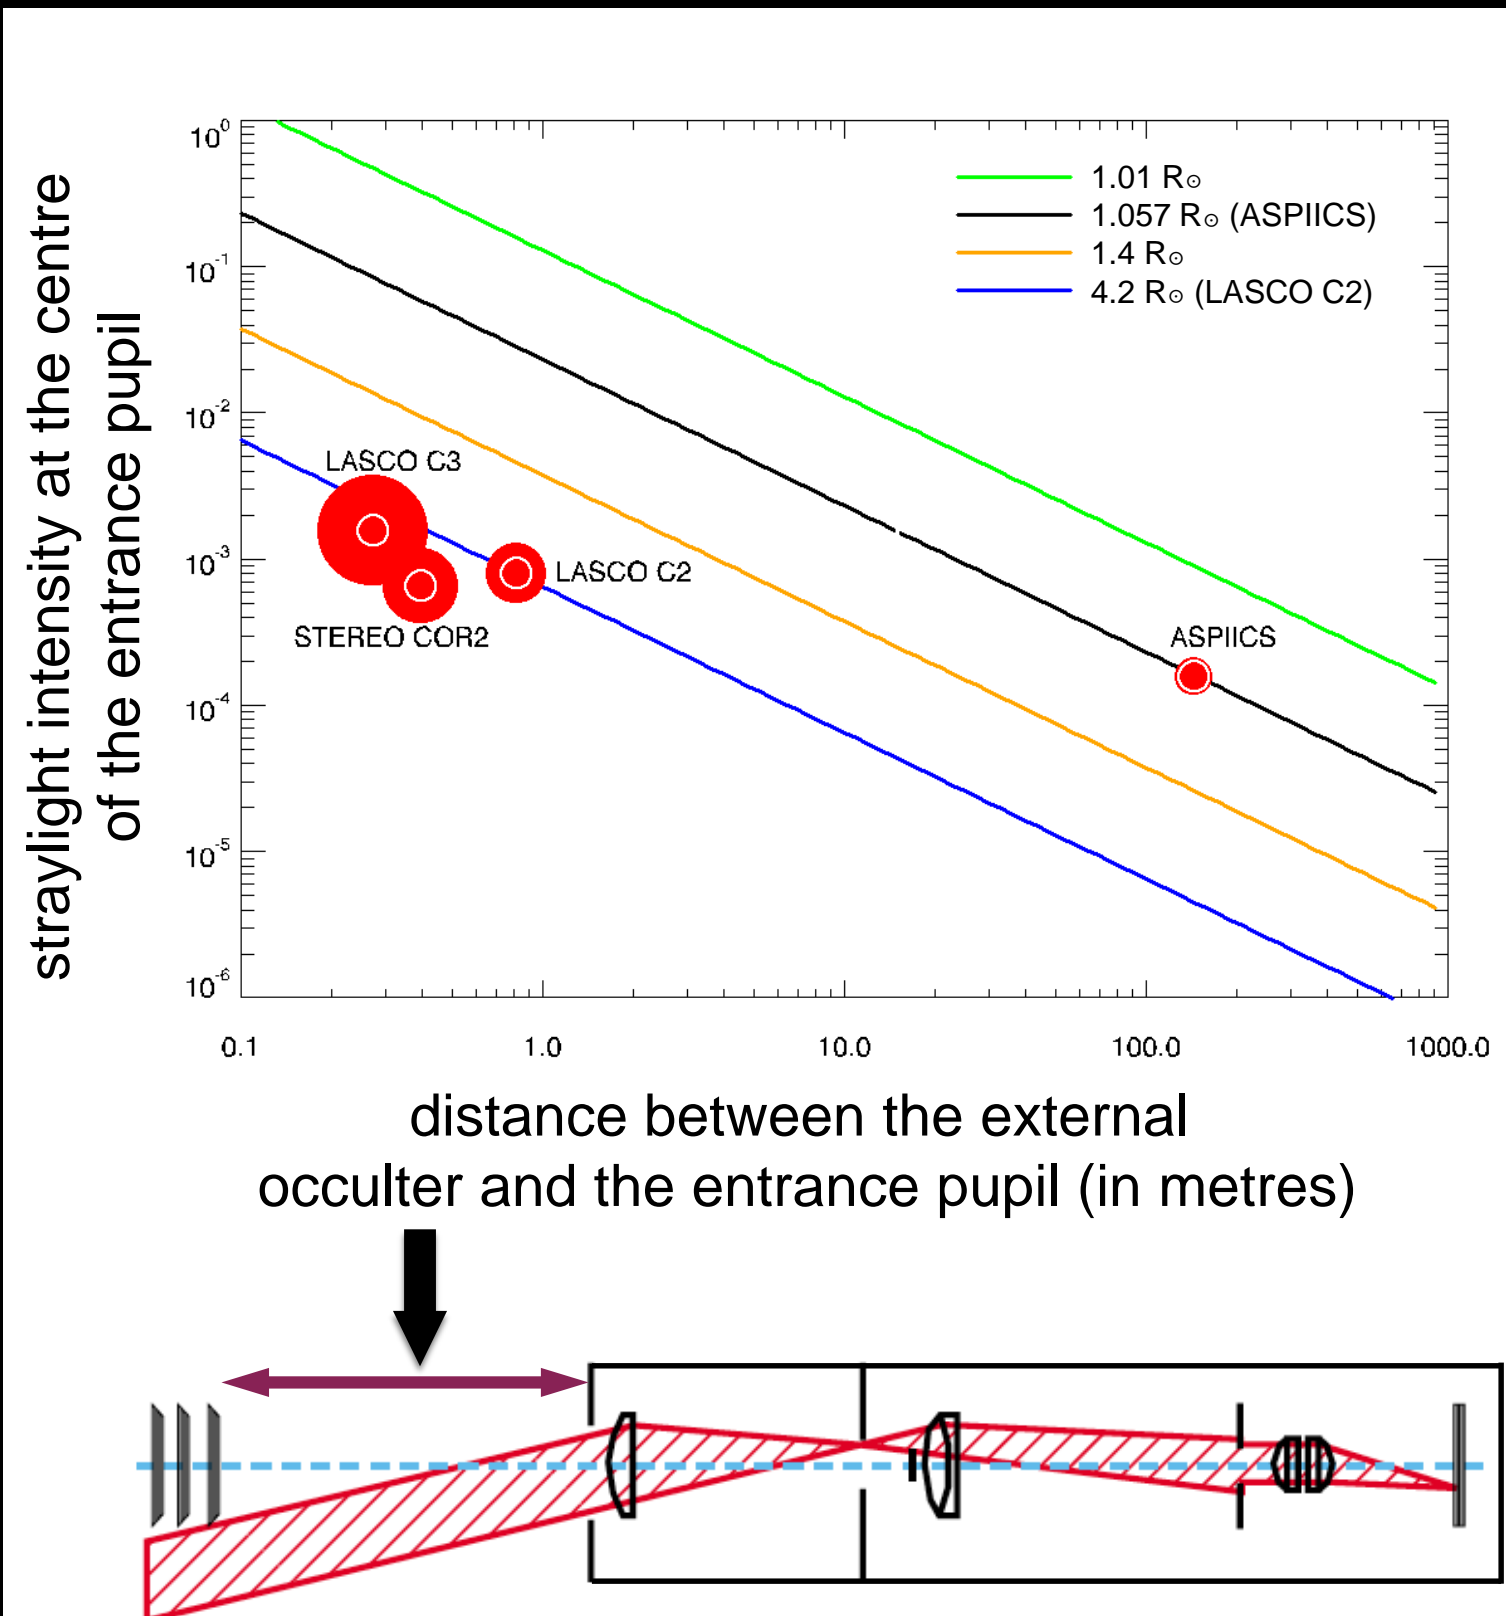 straylight intensity at the centre
of the entrance pupil
10⁰
10⁻¹
10⁻²
10⁻³
10⁻⁴
10⁻⁵
10⁻⁶
1.01 R⊙
1.057 R⊙ (ASPIICS)
1.4 R⊙
4.2 R⊙ (LASCO C2)
LASCO C3
LASCO C2
STEREO COR2
ASPIICS
0.1 1.0 10.0 100.0 1000.0
distance between the external
occulter and the entrance pupil (in metres)